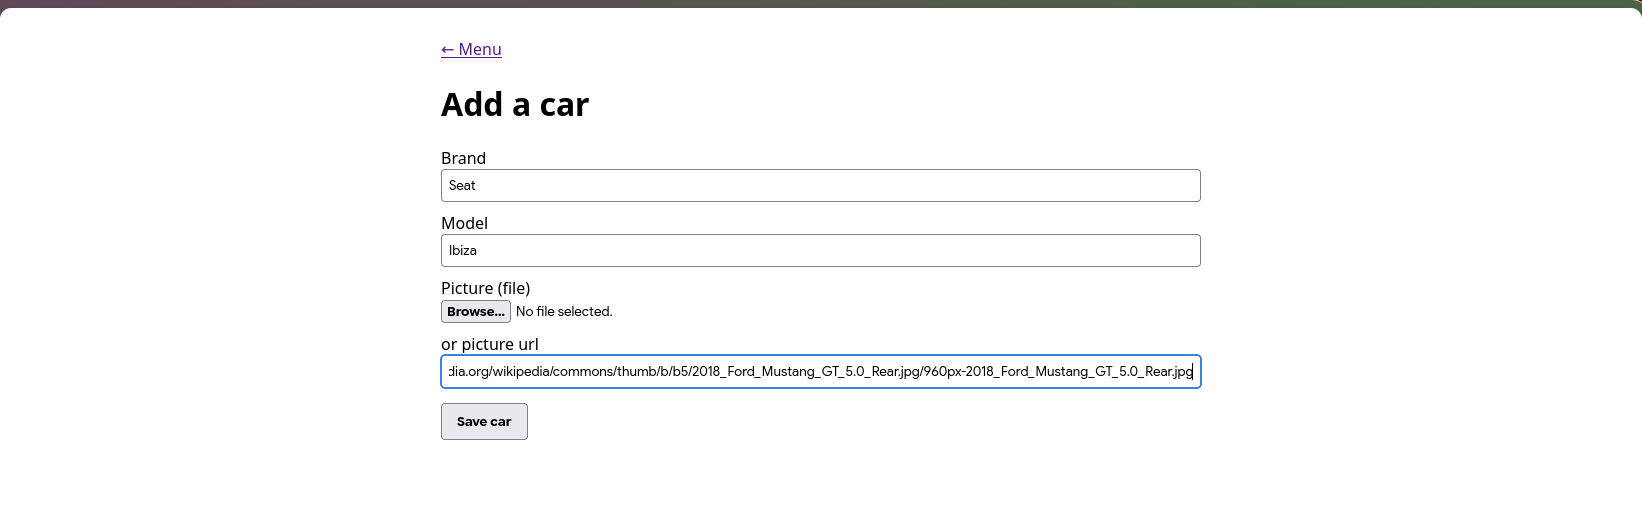 ← Menu
Add a car
Brand
Seat
Model
Ibiza
Picture (file)
Browse... No file selected.
or picture url
dia.org/wikipedia/commons/thumb/b/b5/2018_Ford_Mustang_GT_5.0_Rear.jpg/960px-2018_Ford_Mustang_GT_5.0_Rear.jpg
Save car